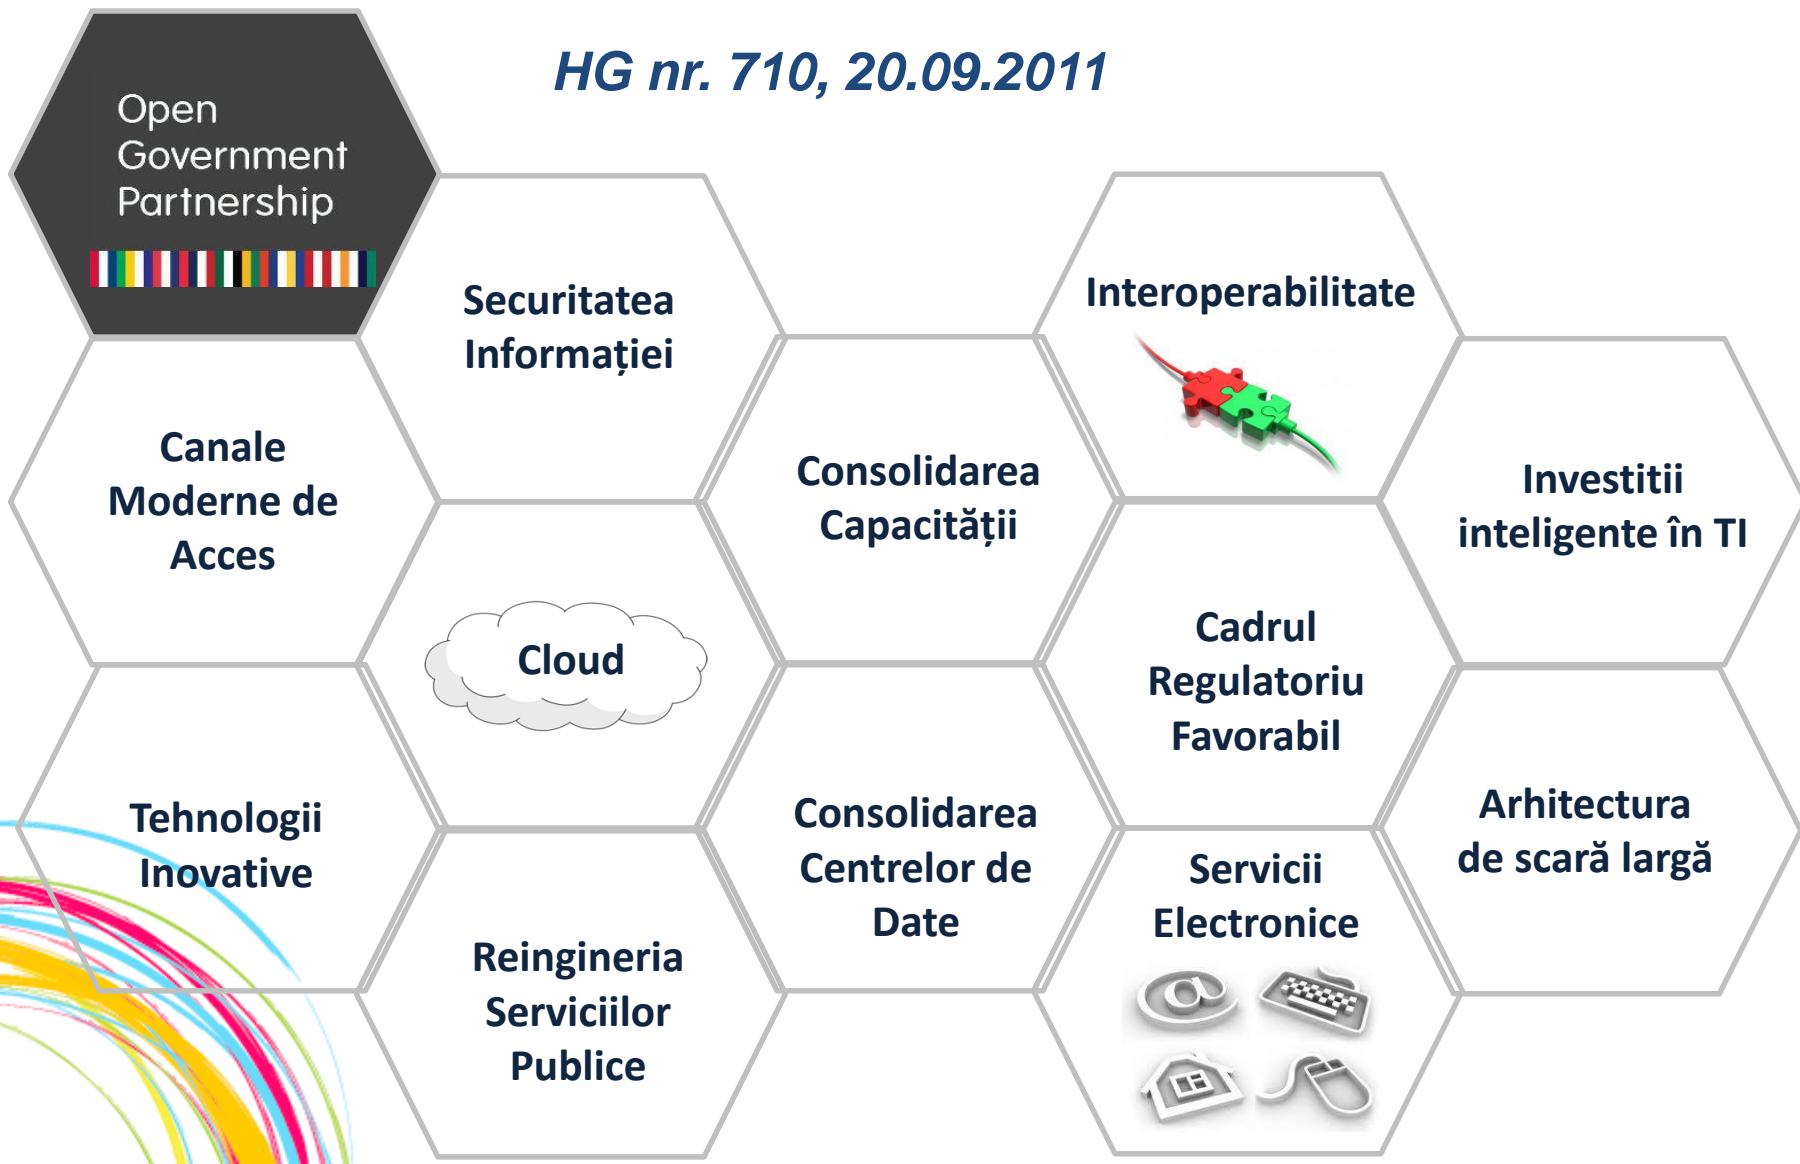 HG nr. 710, 20.09.2011
Open
Government
Partnership
Securitatea
Informației
Interoperabilitate
Canale
Moderne de
Acces
Consolidarea
Capacității
Investitii
inteligente în TI
Cloud
Cadrul
Regulatoriu
Favorabil
Tehnologii
Inovative
Consolidarea
Centrelor de
Date
Arhitectura
de scară largă
Reingineria
Serviciilor
Publice
Servicii
Electronice